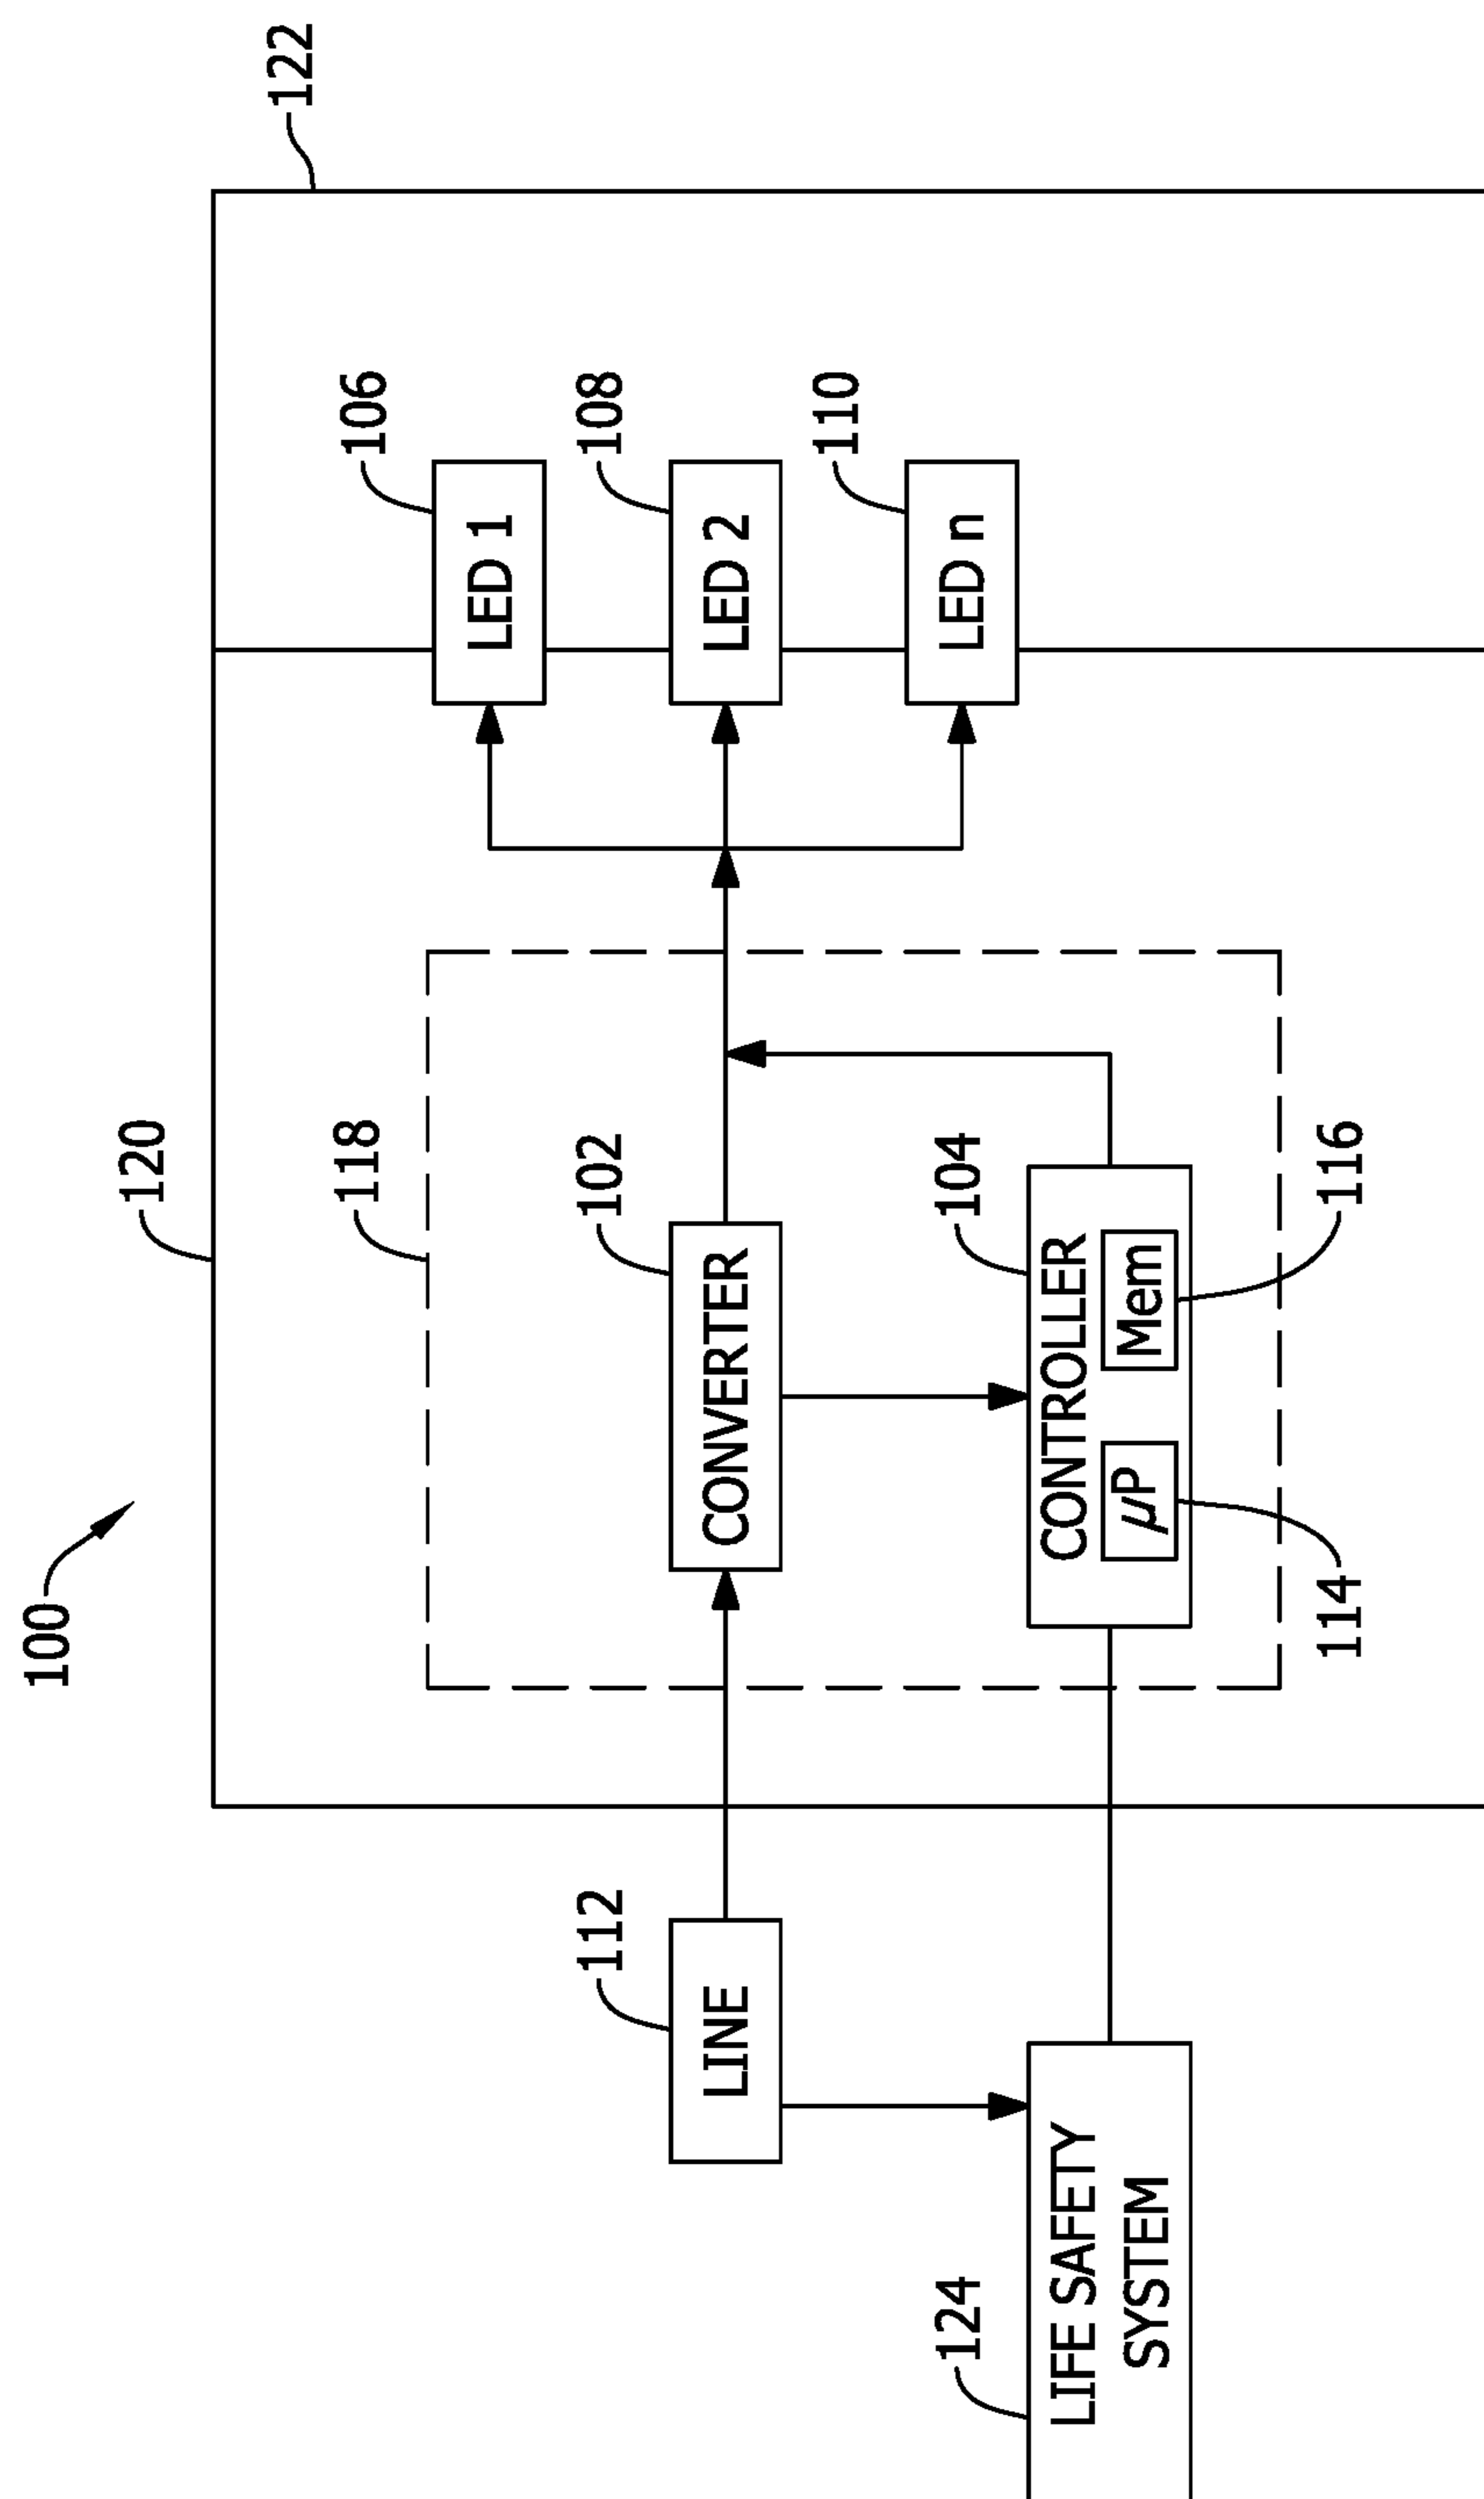 100
120
118
122
112
LINE
102
CONVERTER
106
LED 1
108
LED 2
110
LED n
124
LIFE SAFETY
SYSTEM
104
CONTROLLER
µP
Mem
114
116